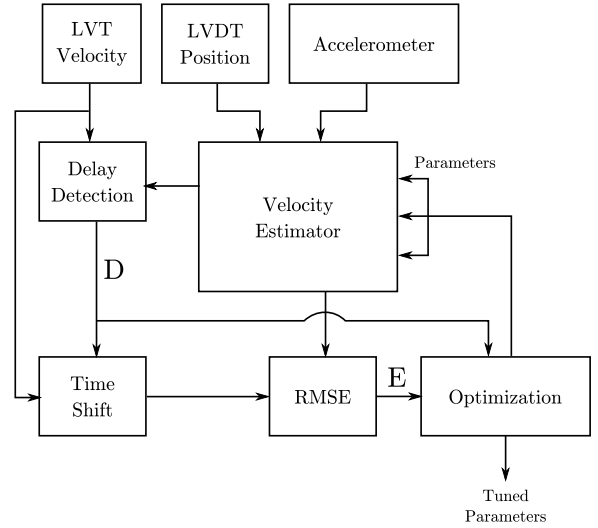 LVT
Velocity
LVDT
Position
Accelerometer
Delay
Detection
Velocity
Estimator
Parameters
D
Time
Shift
RMSE
E
Optimization
Tuned
Parameters